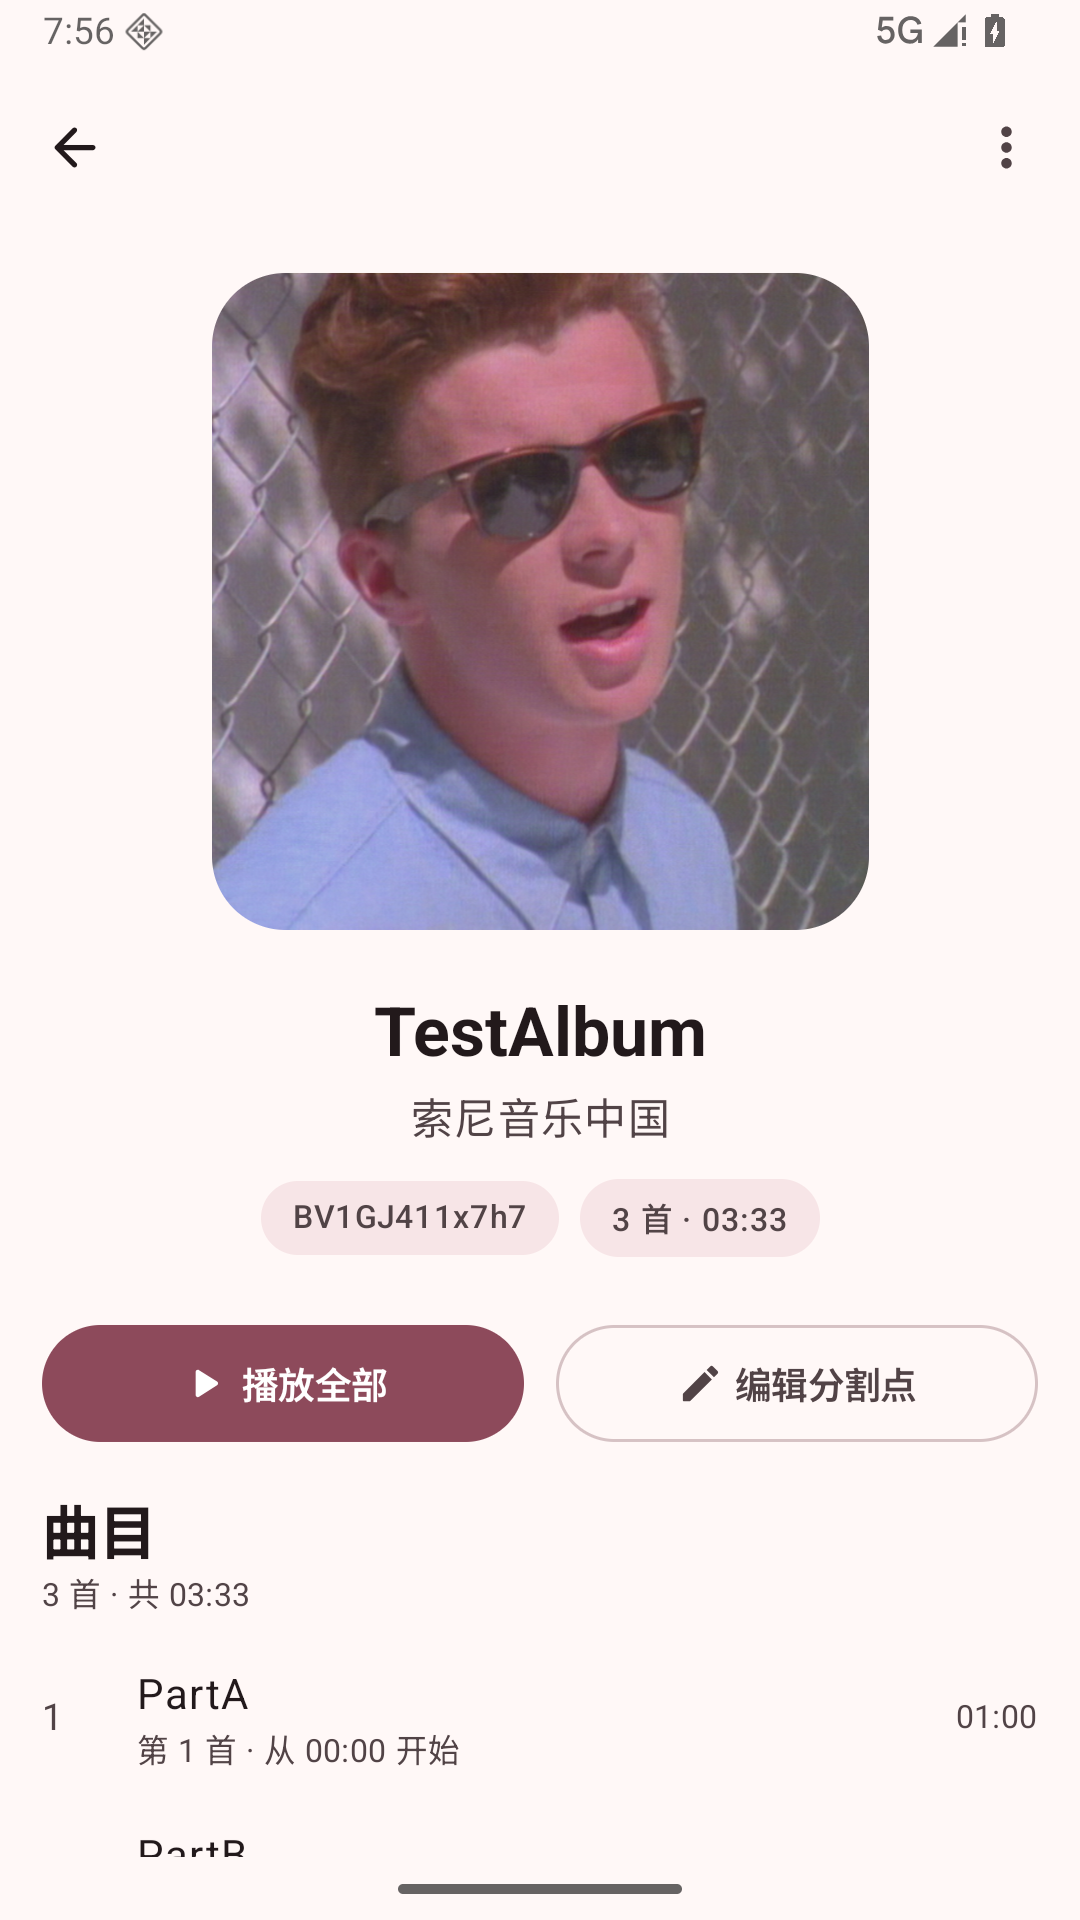 7:56
5G
TestAlbum
索尼音乐中国
BV1GJ411x7h7
3 首 · 03:33
播放全部
编辑分割点
曲目
3 首 · 共 03:33
1
PartA
01:00
第 1 首 · 从 00:00 开始
PartB